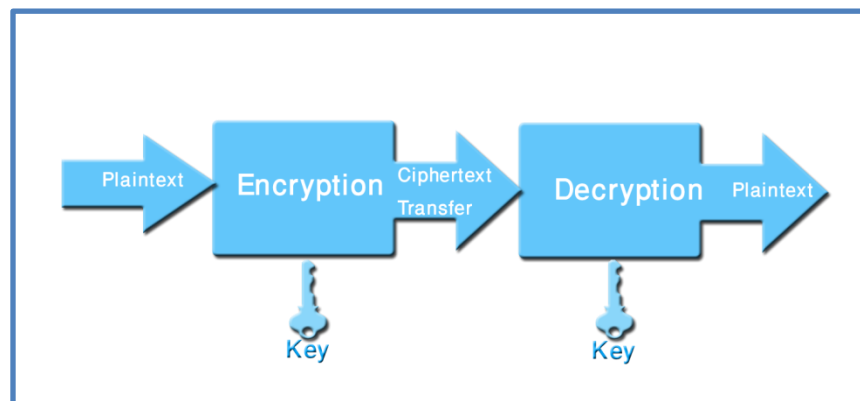 Plaintext
Encryption
Ciphertext
Transfer
Decryption
Plaintext
Key
Key